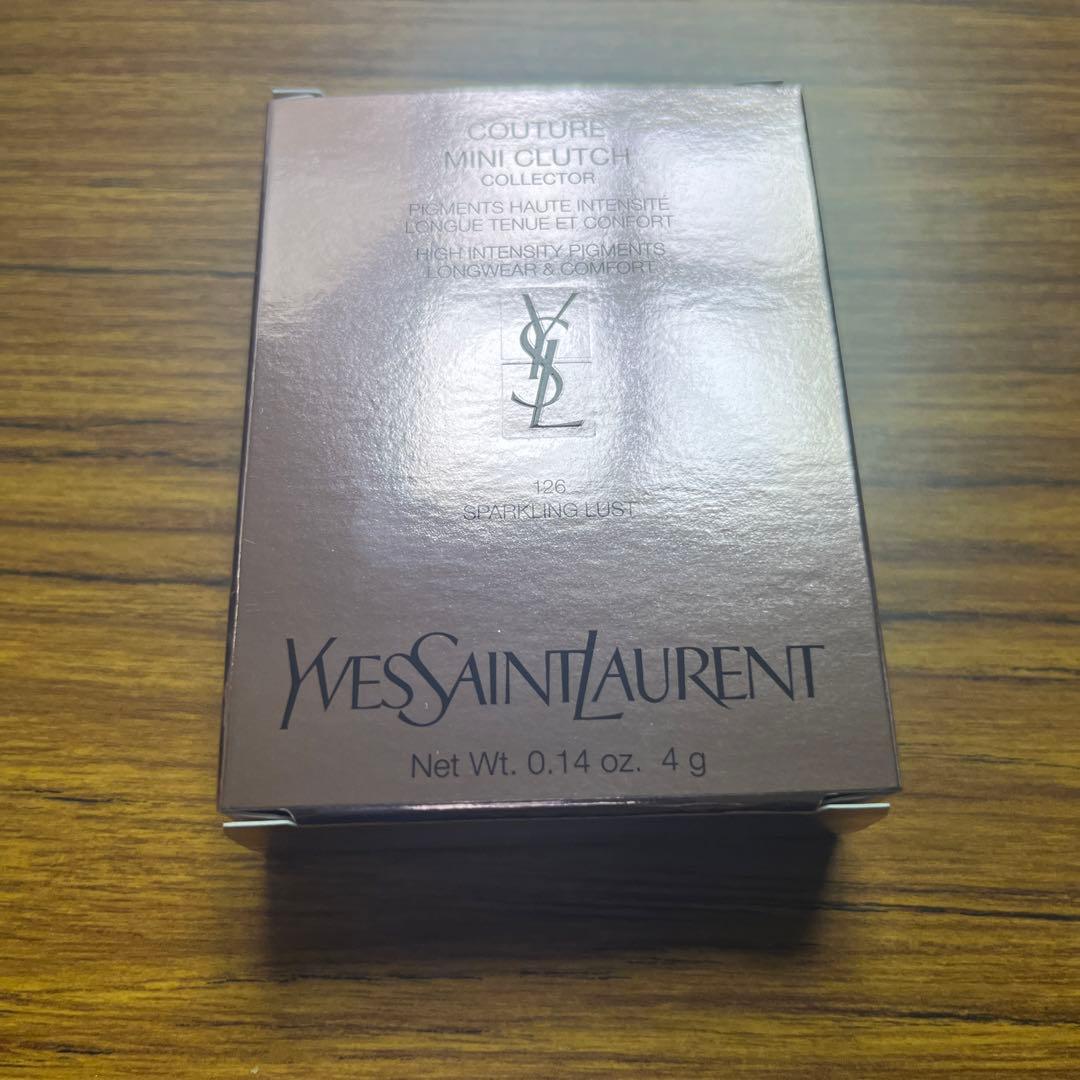 COUTURE
MINI CLUTCH
COLLECTOR
PIGMENTS HAUTE INTENSITÉ
LONGUE TENUE ET CONFORT
HIGH INTENSITY PIGMENTS
LONGWEAR & COMFORT
YSL
126
SPARKLING LUST
YVESSAINTLAURENT
Net Wt. 0.14 oz. 4 g